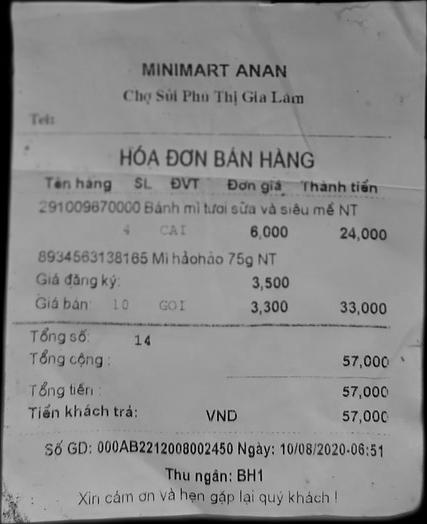 MINIMART ANAN
Chợ Sủi Phú Thị Gia Lâm
Tel:
HÓA ĐƠN BÁN HÀNG
Tên hàng SL ĐVT Đơn giá Thành tiền
291009670000 Bánh mì tươi sữa và siêu mế NT
4 CAI 6,000 24,000
8934563138165 Mì hảohảo 75g NT
Giá đăng ký: 3,500
Giá bán: 10 GOI 3,300 33,000
Tổng số: 14
Tổng cộng : 57,000
Tổng tiền : 57,000
Tiền khách trả: VND 57,000
Số GD: 000AB2212008002450 Ngày: 10/08/2020-06:51
Thu ngân: BH1
Xin cảm ơn và hẹn gặp lại quý khách !